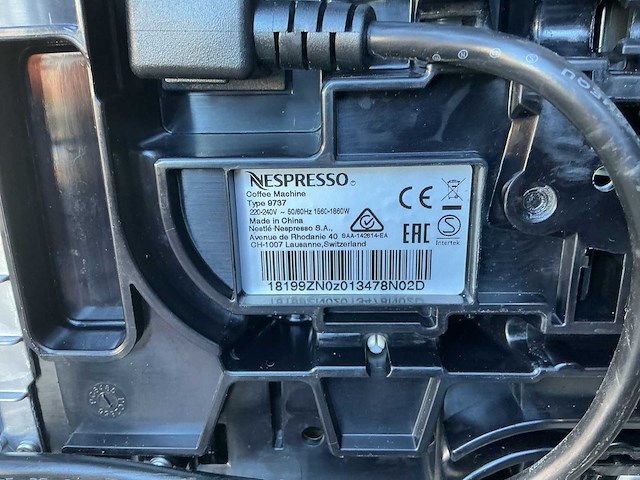 NESPRESSO
Coffee Machine
Type 9737
220-240V ~ 50/60Hz 1560-1860W
Made in China
Nestlé-Nespresso S.A.,
Avenue de Rhodanie 40 SAA-142614-EA
CH-1007 Lausanne, Switzerland
CE
EAC
S
Intertek
18199ZN0z013478N02D